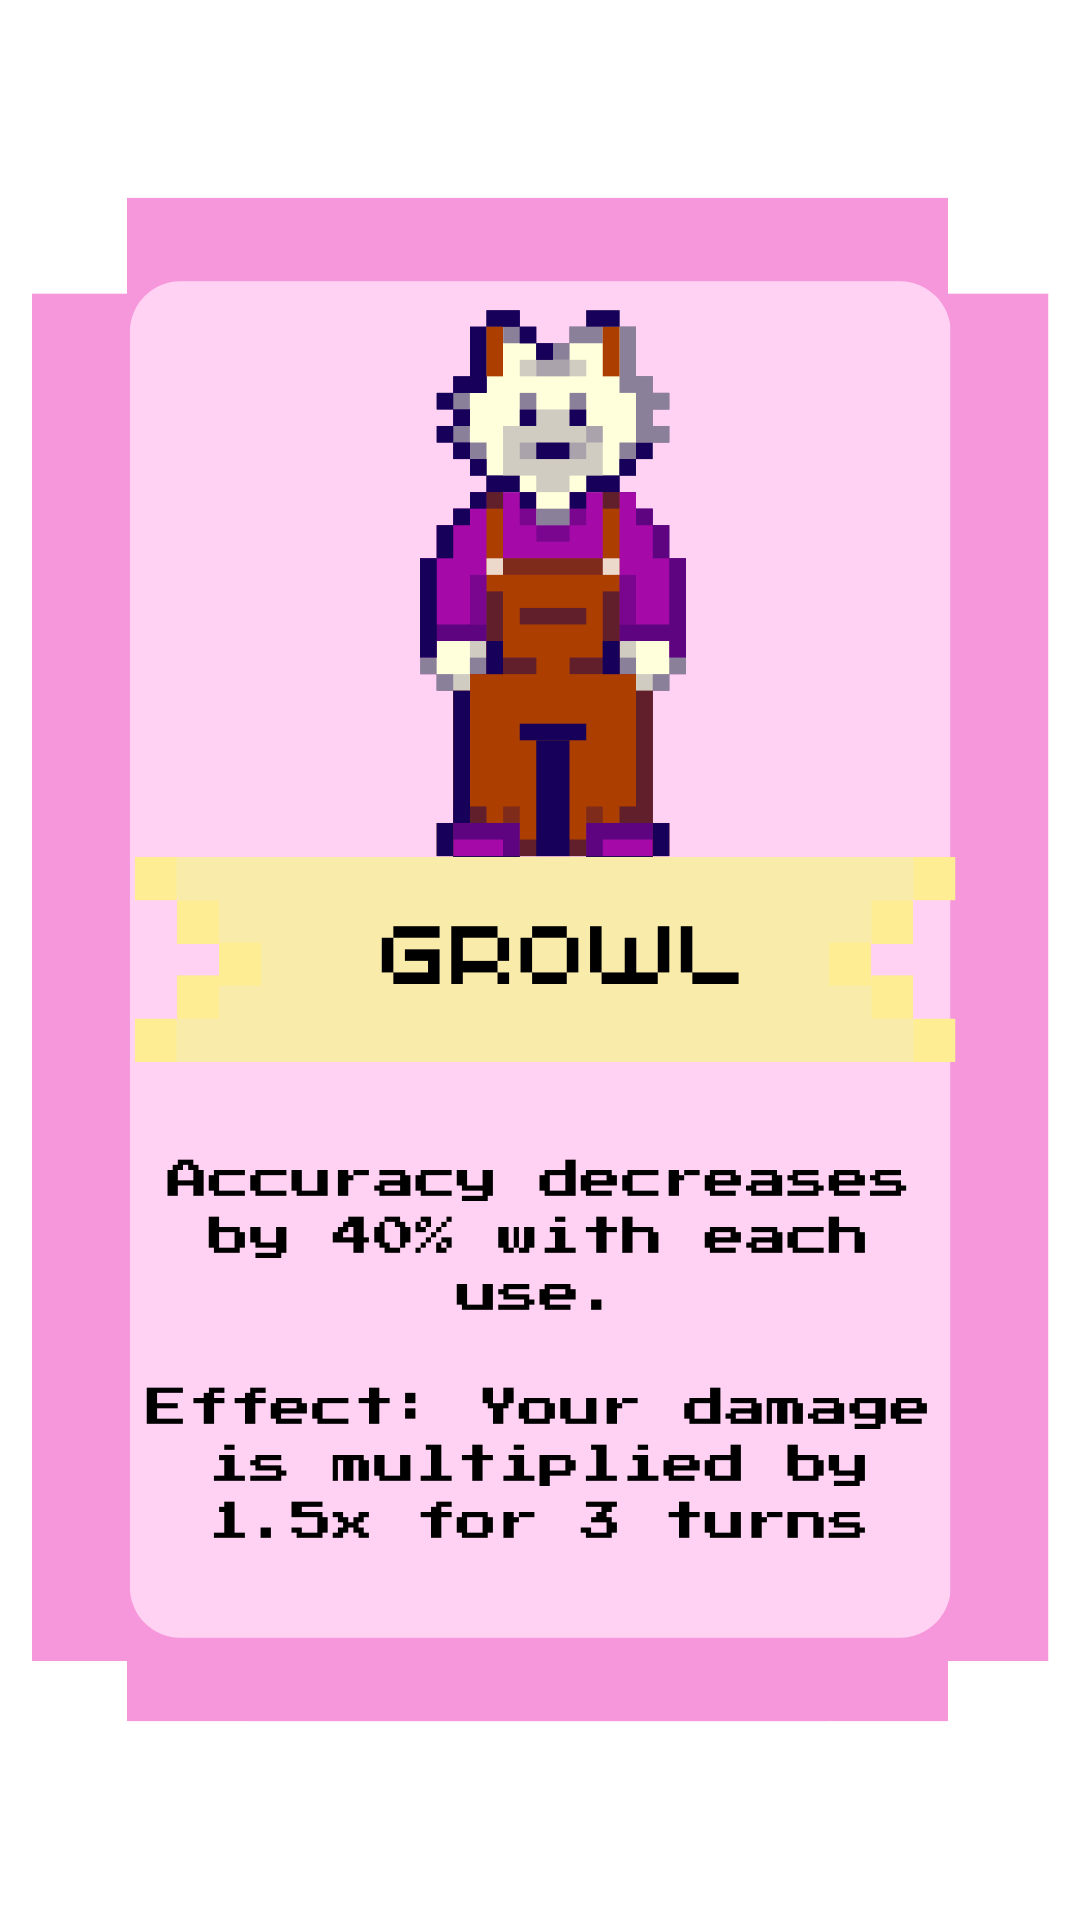 GROWL
Accuracy decreases
by 40% with each
use.
Effect: Your damage
is multiplied by
1.5x for 3 turns